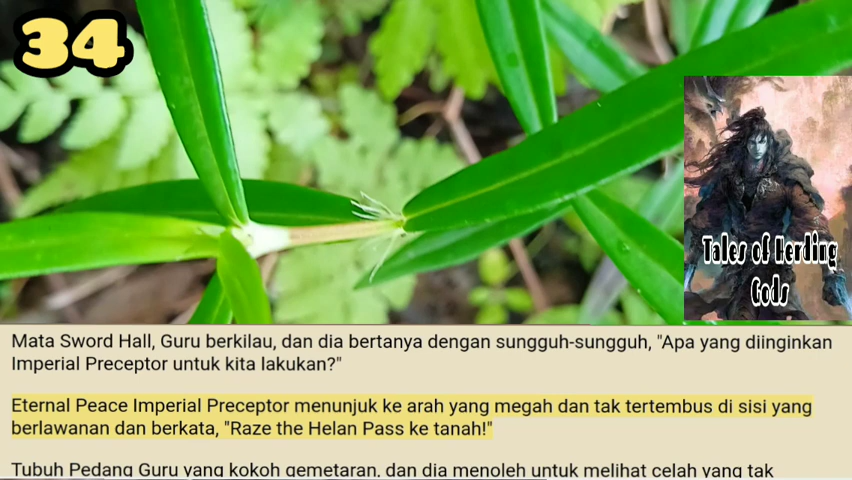 34
Tales of Herding
Gods
Mata Sword Hall, Guru berkilau, dan dia bertanya dengan sungguh-sungguh, "Apa yang diinginkan
Imperial Preceptor untuk kita lakukan?"
Eternal Peace Imperial Preceptor menunjuk ke arah yang megah dan tak tertembus di sisi yang
berlawanan dan berkata, "Raze the Helan Pass ke tanah!"
Tubuh Pedang Guru yang kokoh gemetaran, dan dia menoleh untuk melihat celah yang tak